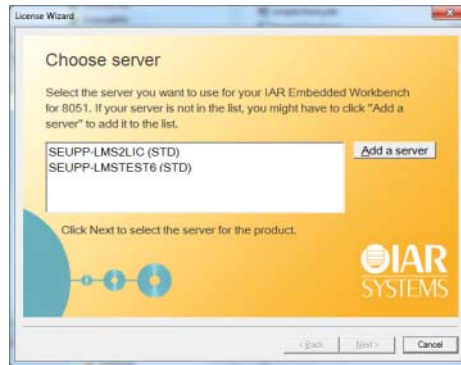 License Wizard
Choose server
Select the server you want to use for your IAR Embedded Workbench
for 8051. If your server is not in the list, you might have to click "Add a
server" to add it to the list.
SEUPP-LMS2LIC (STD)
SEUPP-LMSTEST6 (STD)
Add a server
Click Next to select the server for the product.
IAR
SYSTEMS
< Back
Next >
Cancel